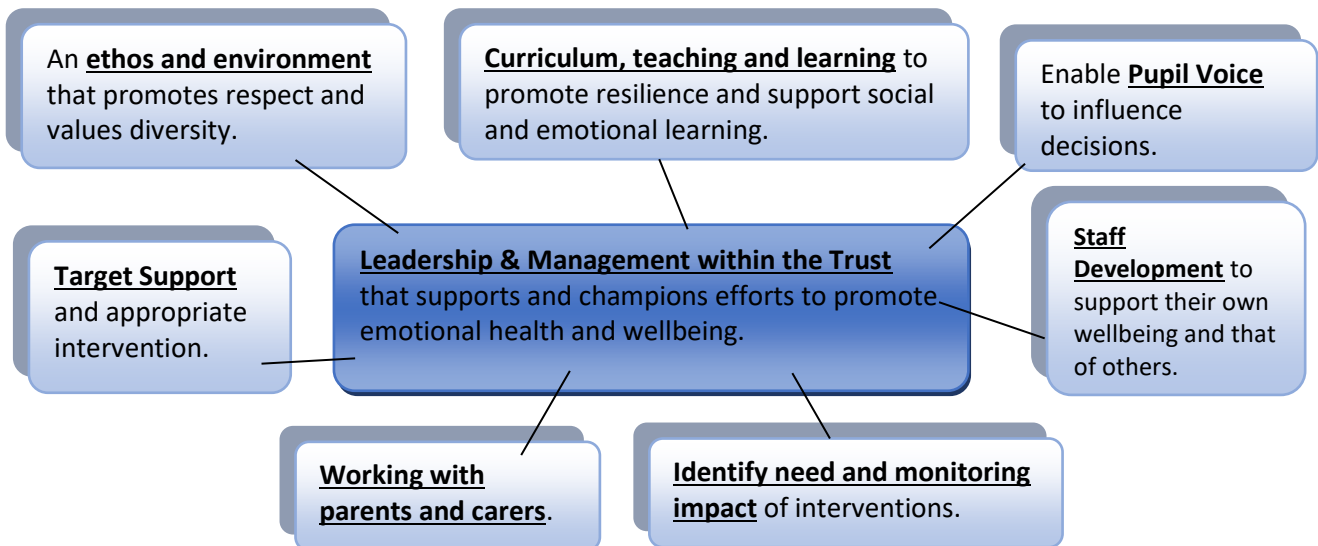 An ethos and environment
that promotes respect and
values diversity.
Curriculum, teaching and learning to
promote resilience and support social
and emotional learning.
Enable Pupil Voice
to influence
decisions.
Target Support
and appropriate
intervention.
Leadership & Management within the Trust
that supports and champions efforts to promote
emotional health and wellbeing.
Staff
Development to
support their own
wellbeing and that
of others.
Working with
parents and carers.
Identify need and monitoring
impact of interventions.